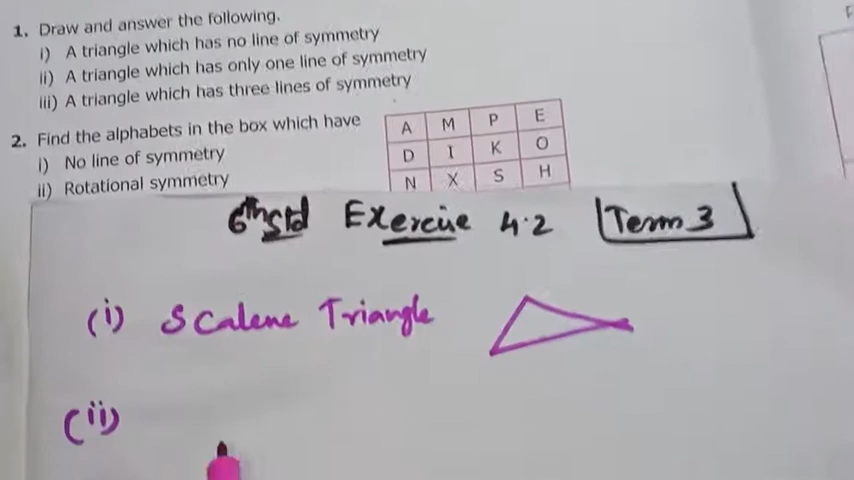 1. Draw and answer the following.
i) A triangle which has no line of symmetry
ii) A triangle which has only one line of symmetry
iii) A triangle which has three lines of symmetry
2. Find the alphabets in the box which have
i) No line of symmetry
ii) Rotational symmetry
A M P E
D I K O
N X S H
6th Std Exercise 4.2 Term 3
(i) Scalene Triangle
(ii)